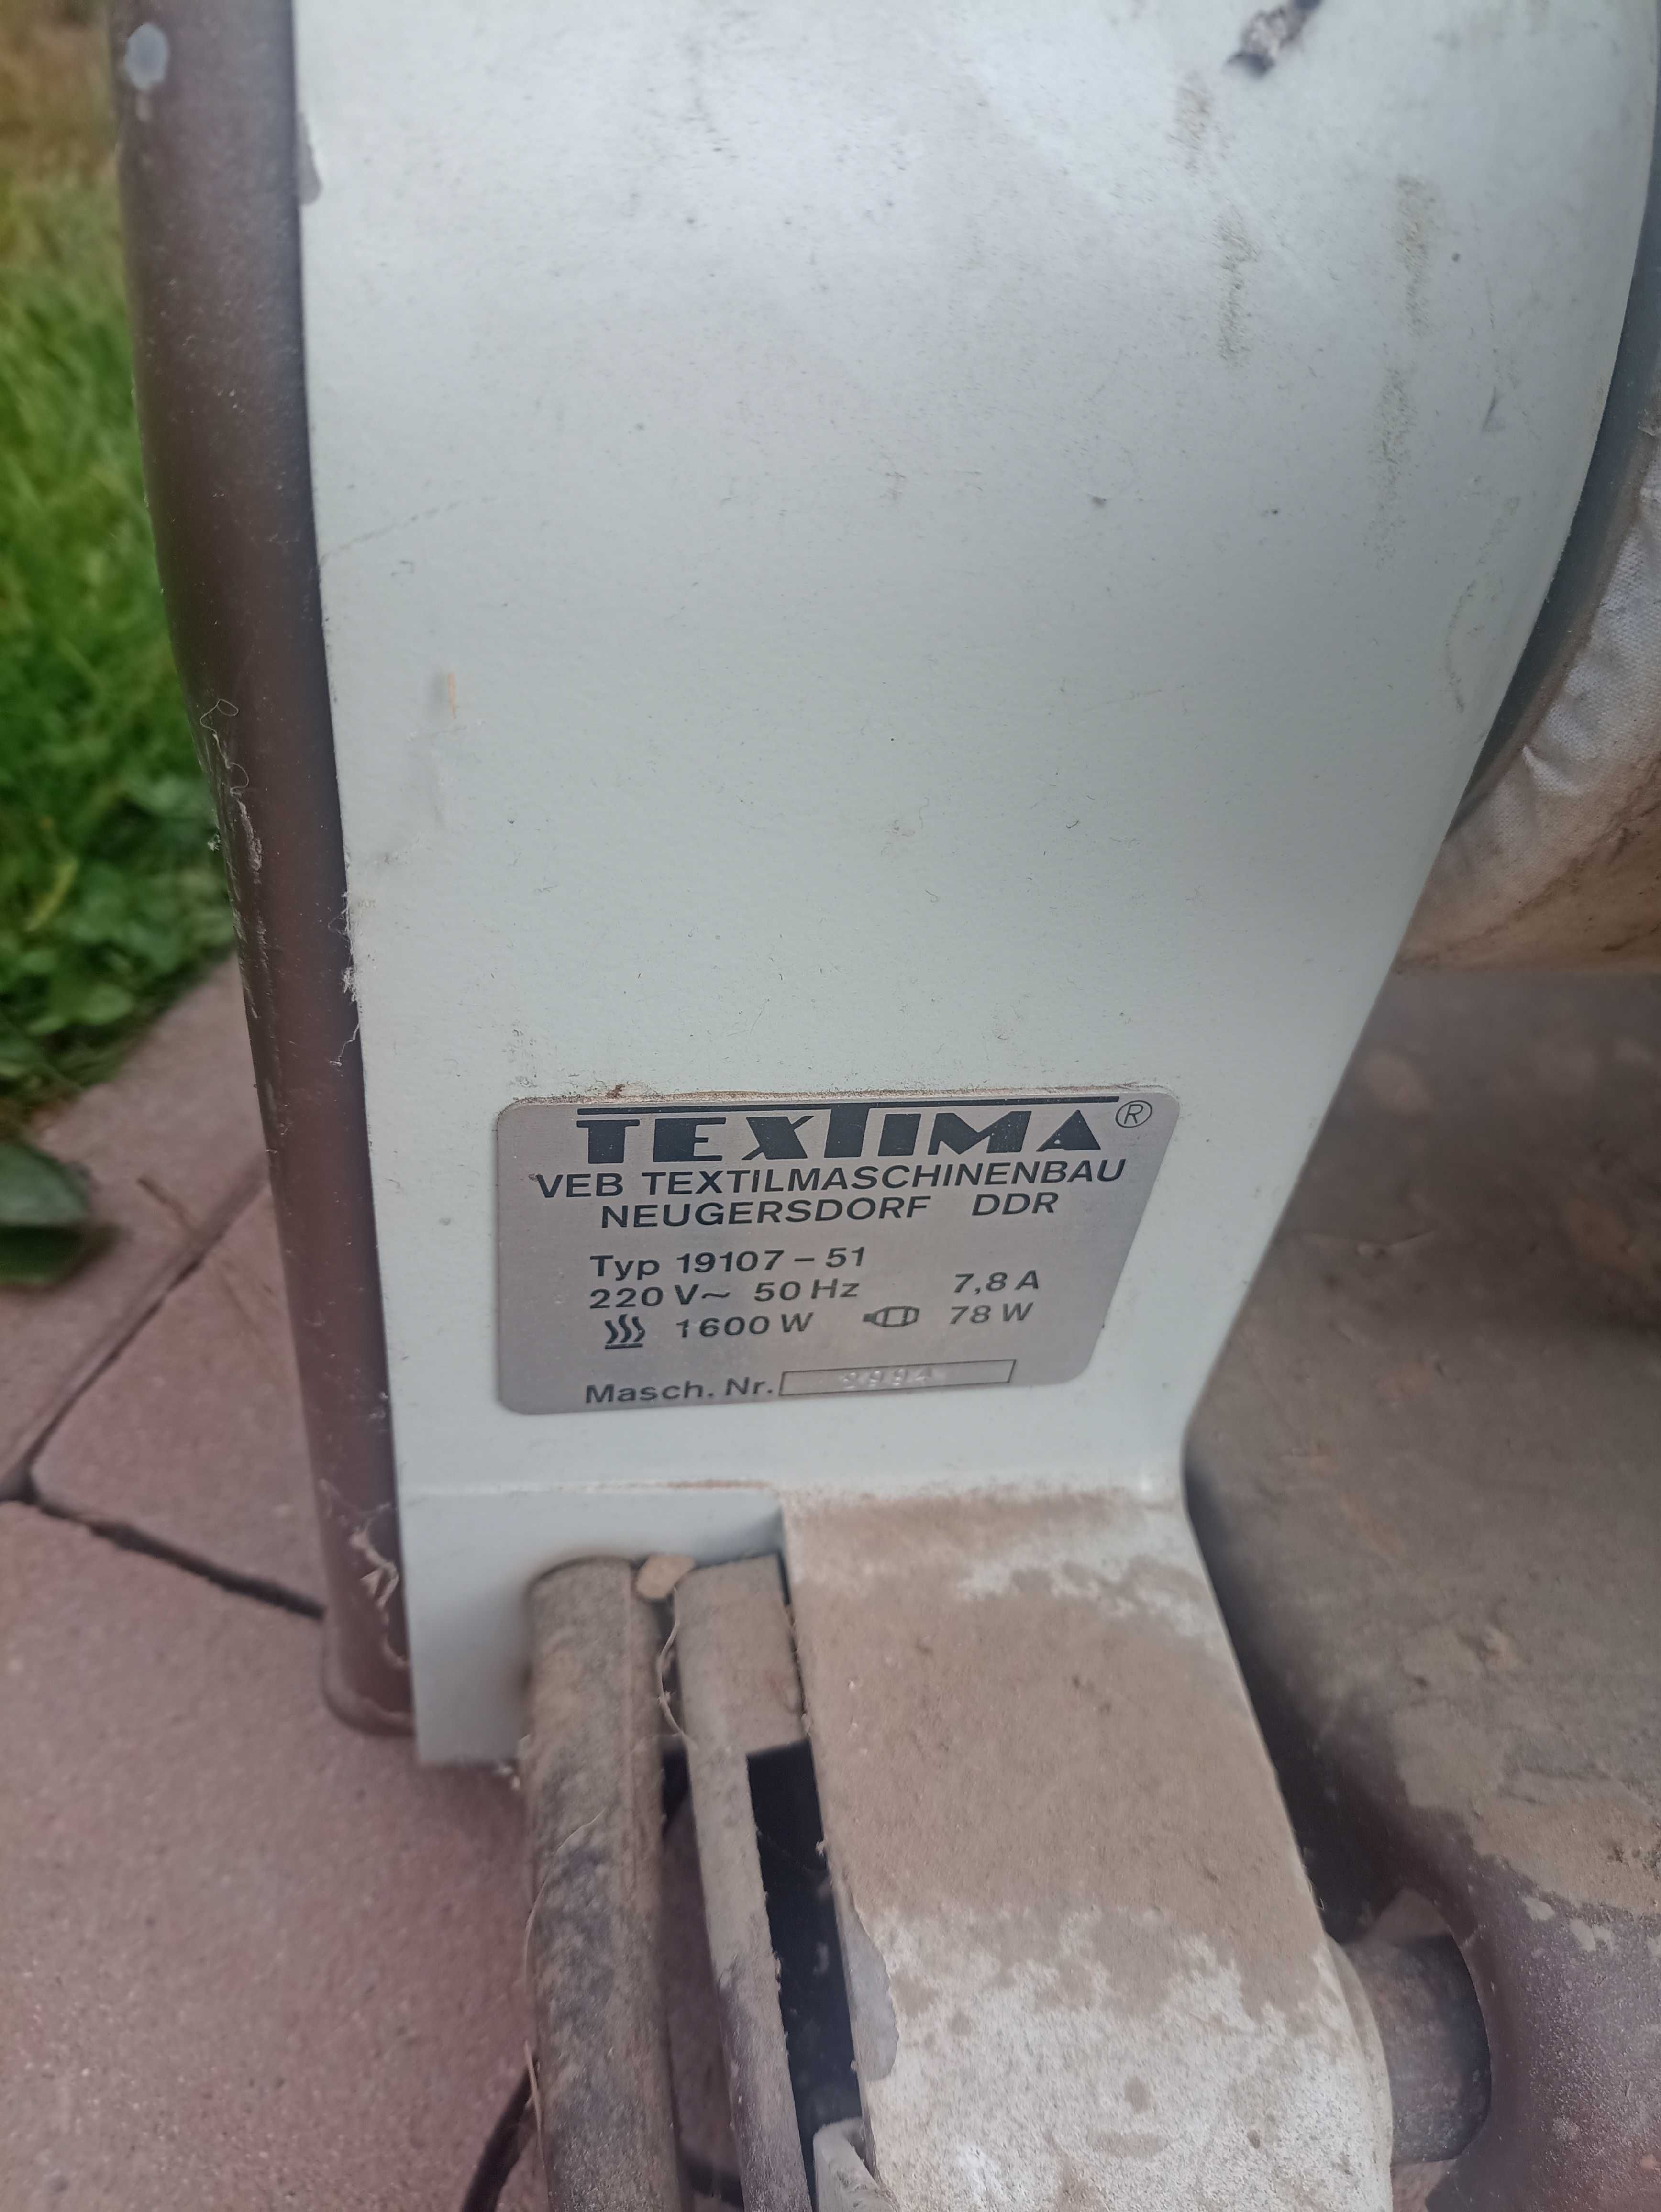 TEXTIMA ®
VEB TEXTILMASCHINENBAU
NEUGERSDORF DDR
Typ 19107-51
220 V~ 50 Hz 7,8 A
1600 W 78 W
Masch. Nr.